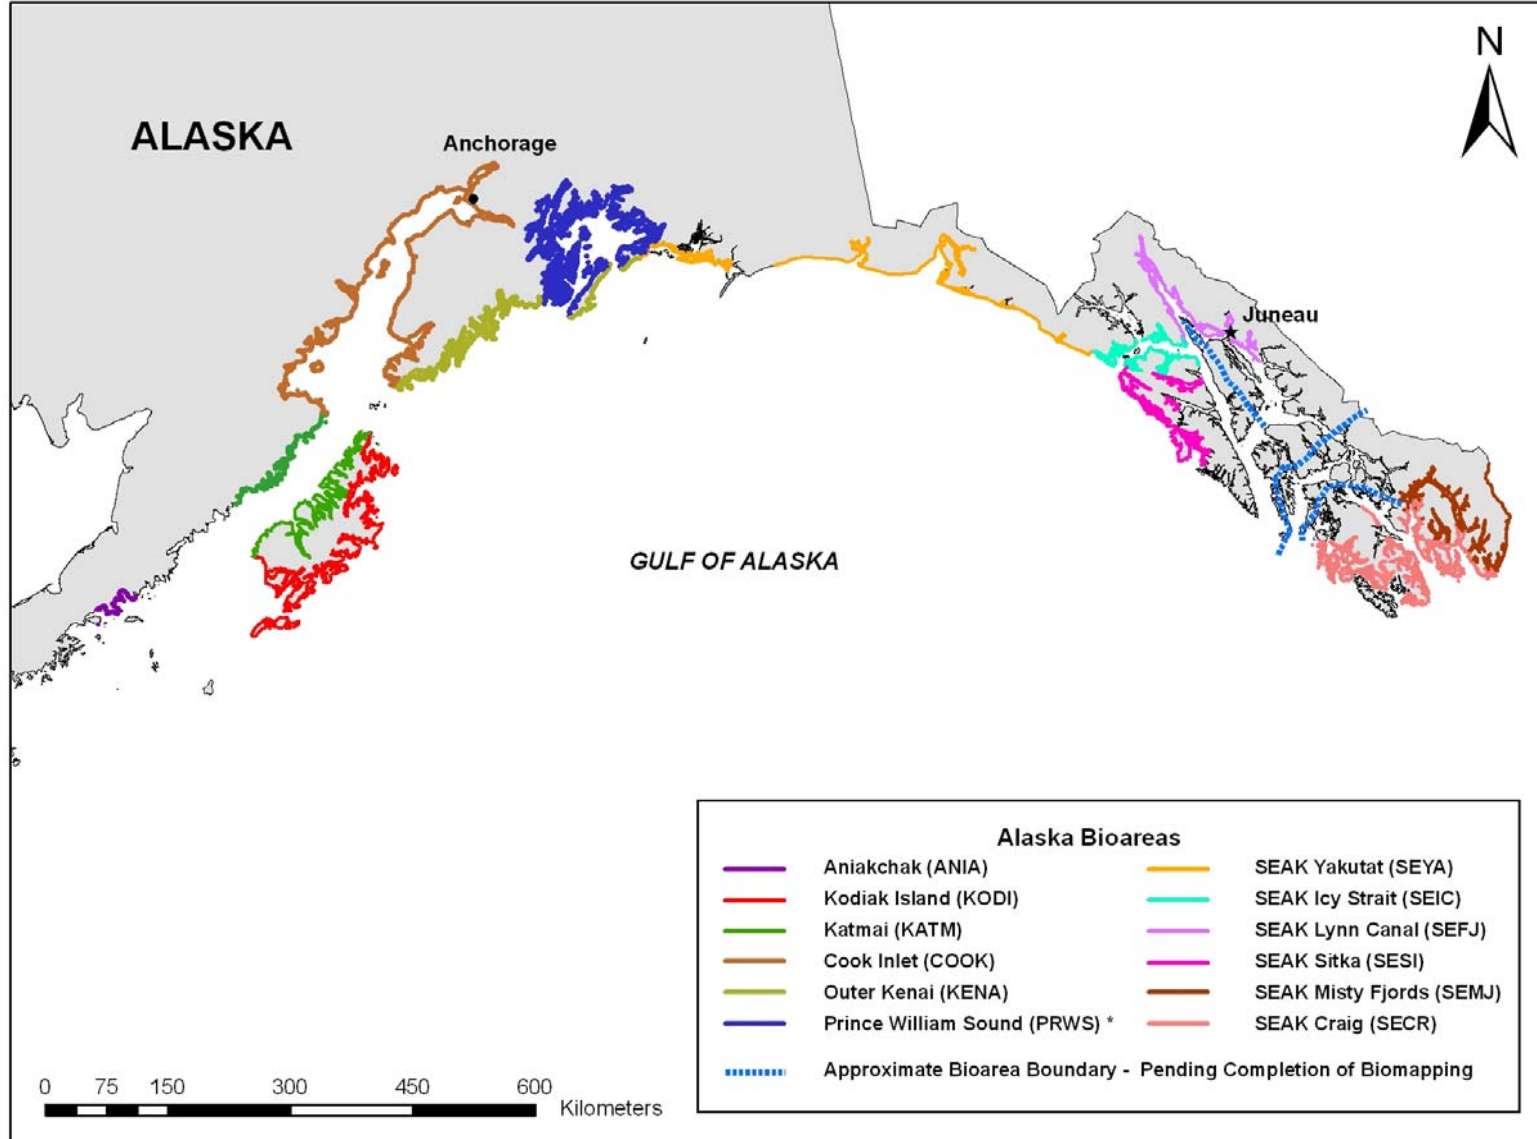 N
ALASKA
Anchorage
Juneau
GULF OF ALASKA
Alaska Bioareas
Aniakchak (ANIA)
Kodiak Island (KODI)
Katmai (KATM)
Cook Inlet (COOK)
Outer Kenai (KENA)
Prince William Sound (PRWS) *
SEAK Yakutat (SEYA)
SEAK Icy Strait (SEIC)
SEAK Lynn Canal (SEFJ)
SEAK Sitka (SESI)
SEAK Misty Fjords (SEMJ)
SEAK Craig (SECR)
Approximate Bioarea Boundary - Pending Completion of Biomapping
0 75 150 300 450 600
Kilometers